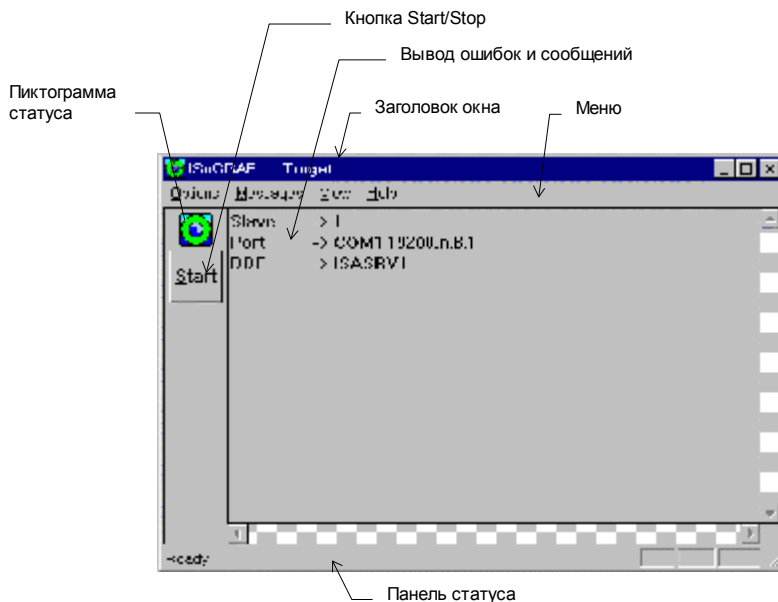 Кнопка Start/Stop
Вывод ошибок и сообщений
Пиктограмма
статуса
Заголовок окна
Меню
ISaGRAF Target
Options Messages View Help
Slave -> 1
Port -> COM1:19200,n,8,1
DDE -> ISASRV1
Start
Ready
Панель статуса